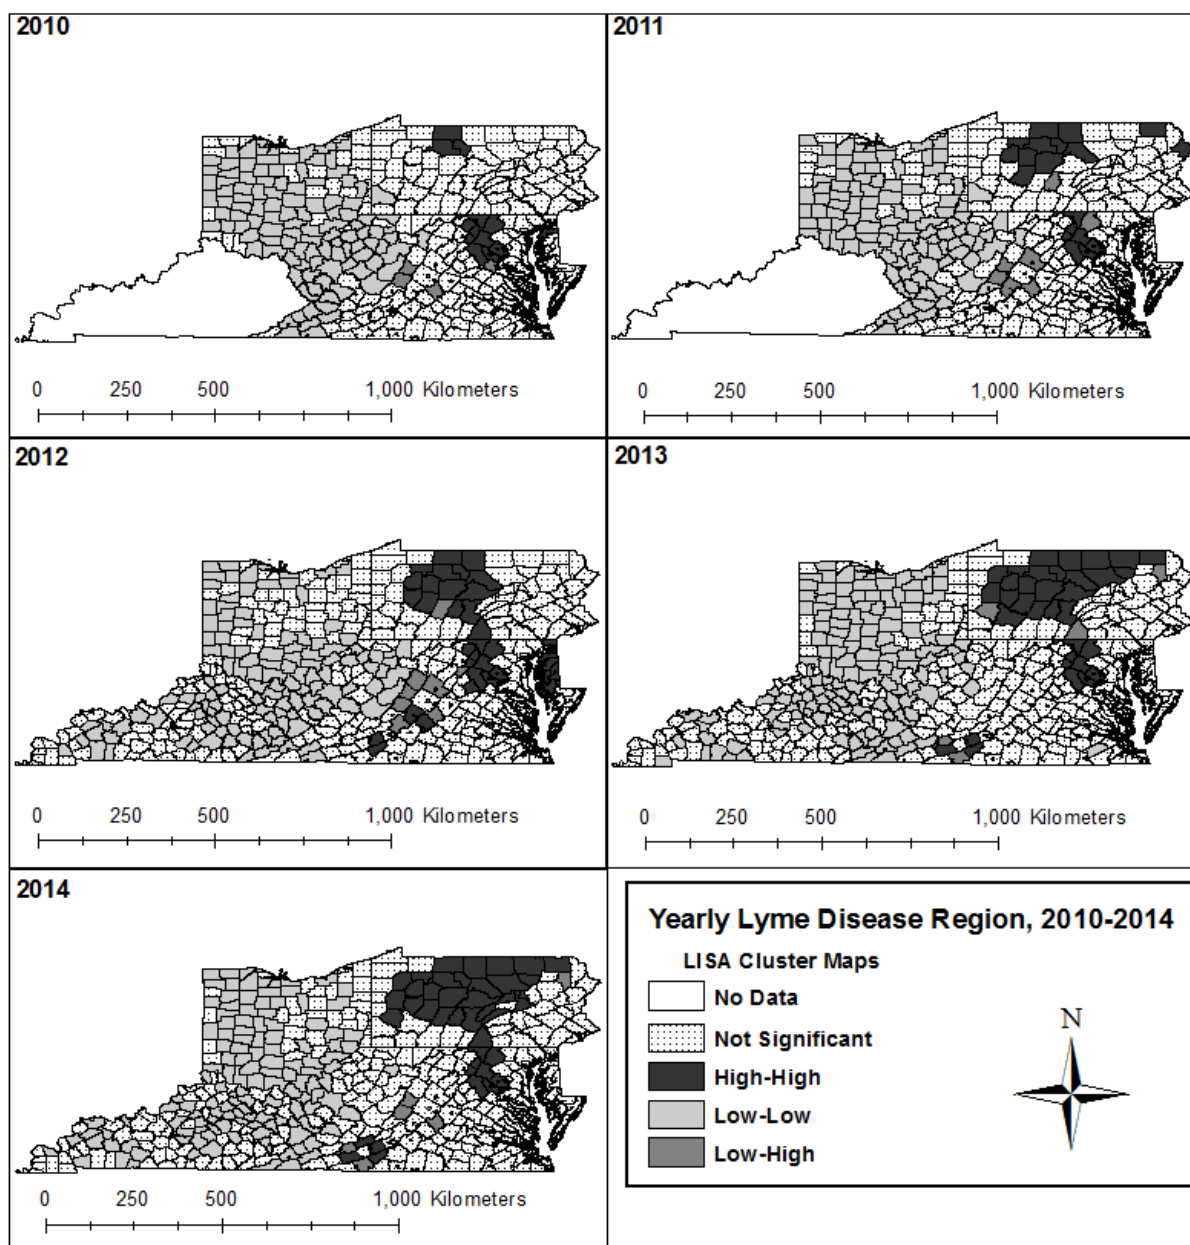 2010
2011
0 250 500 1,000 Kilometers
0 250 500 1,000 Kilometers
2012
2013
0 250 500 1,000 Kilometers
0 250 500 1,000 Kilometers
2014
0 250 500 1,000 Kilometers
Yearly Lyme Disease Region, 2010-2014
LISA Cluster Maps
No Data
Not Significant
High-High
Low-Low
Low-High
N